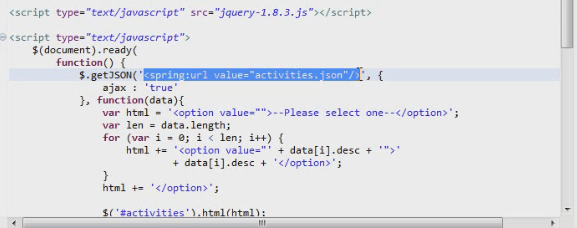 <script type="text/javascript" src="jquery-1.8.3.js"></script>
<script type="text/javascript">
$(document).ready(
function() {
$.getJSON('<spring:url value="activities.json"/>', {
ajax : 'true'
}, function(data){
var html = '<option value="">--Please select one--</option>';
var len = data.length;
for (var i = 0; i < len; i++) {
html += '<option value="' + data[i].desc + '">'
+ data[i].desc + '</option>';
}
html += '</option>';
$('#activities').html(html);